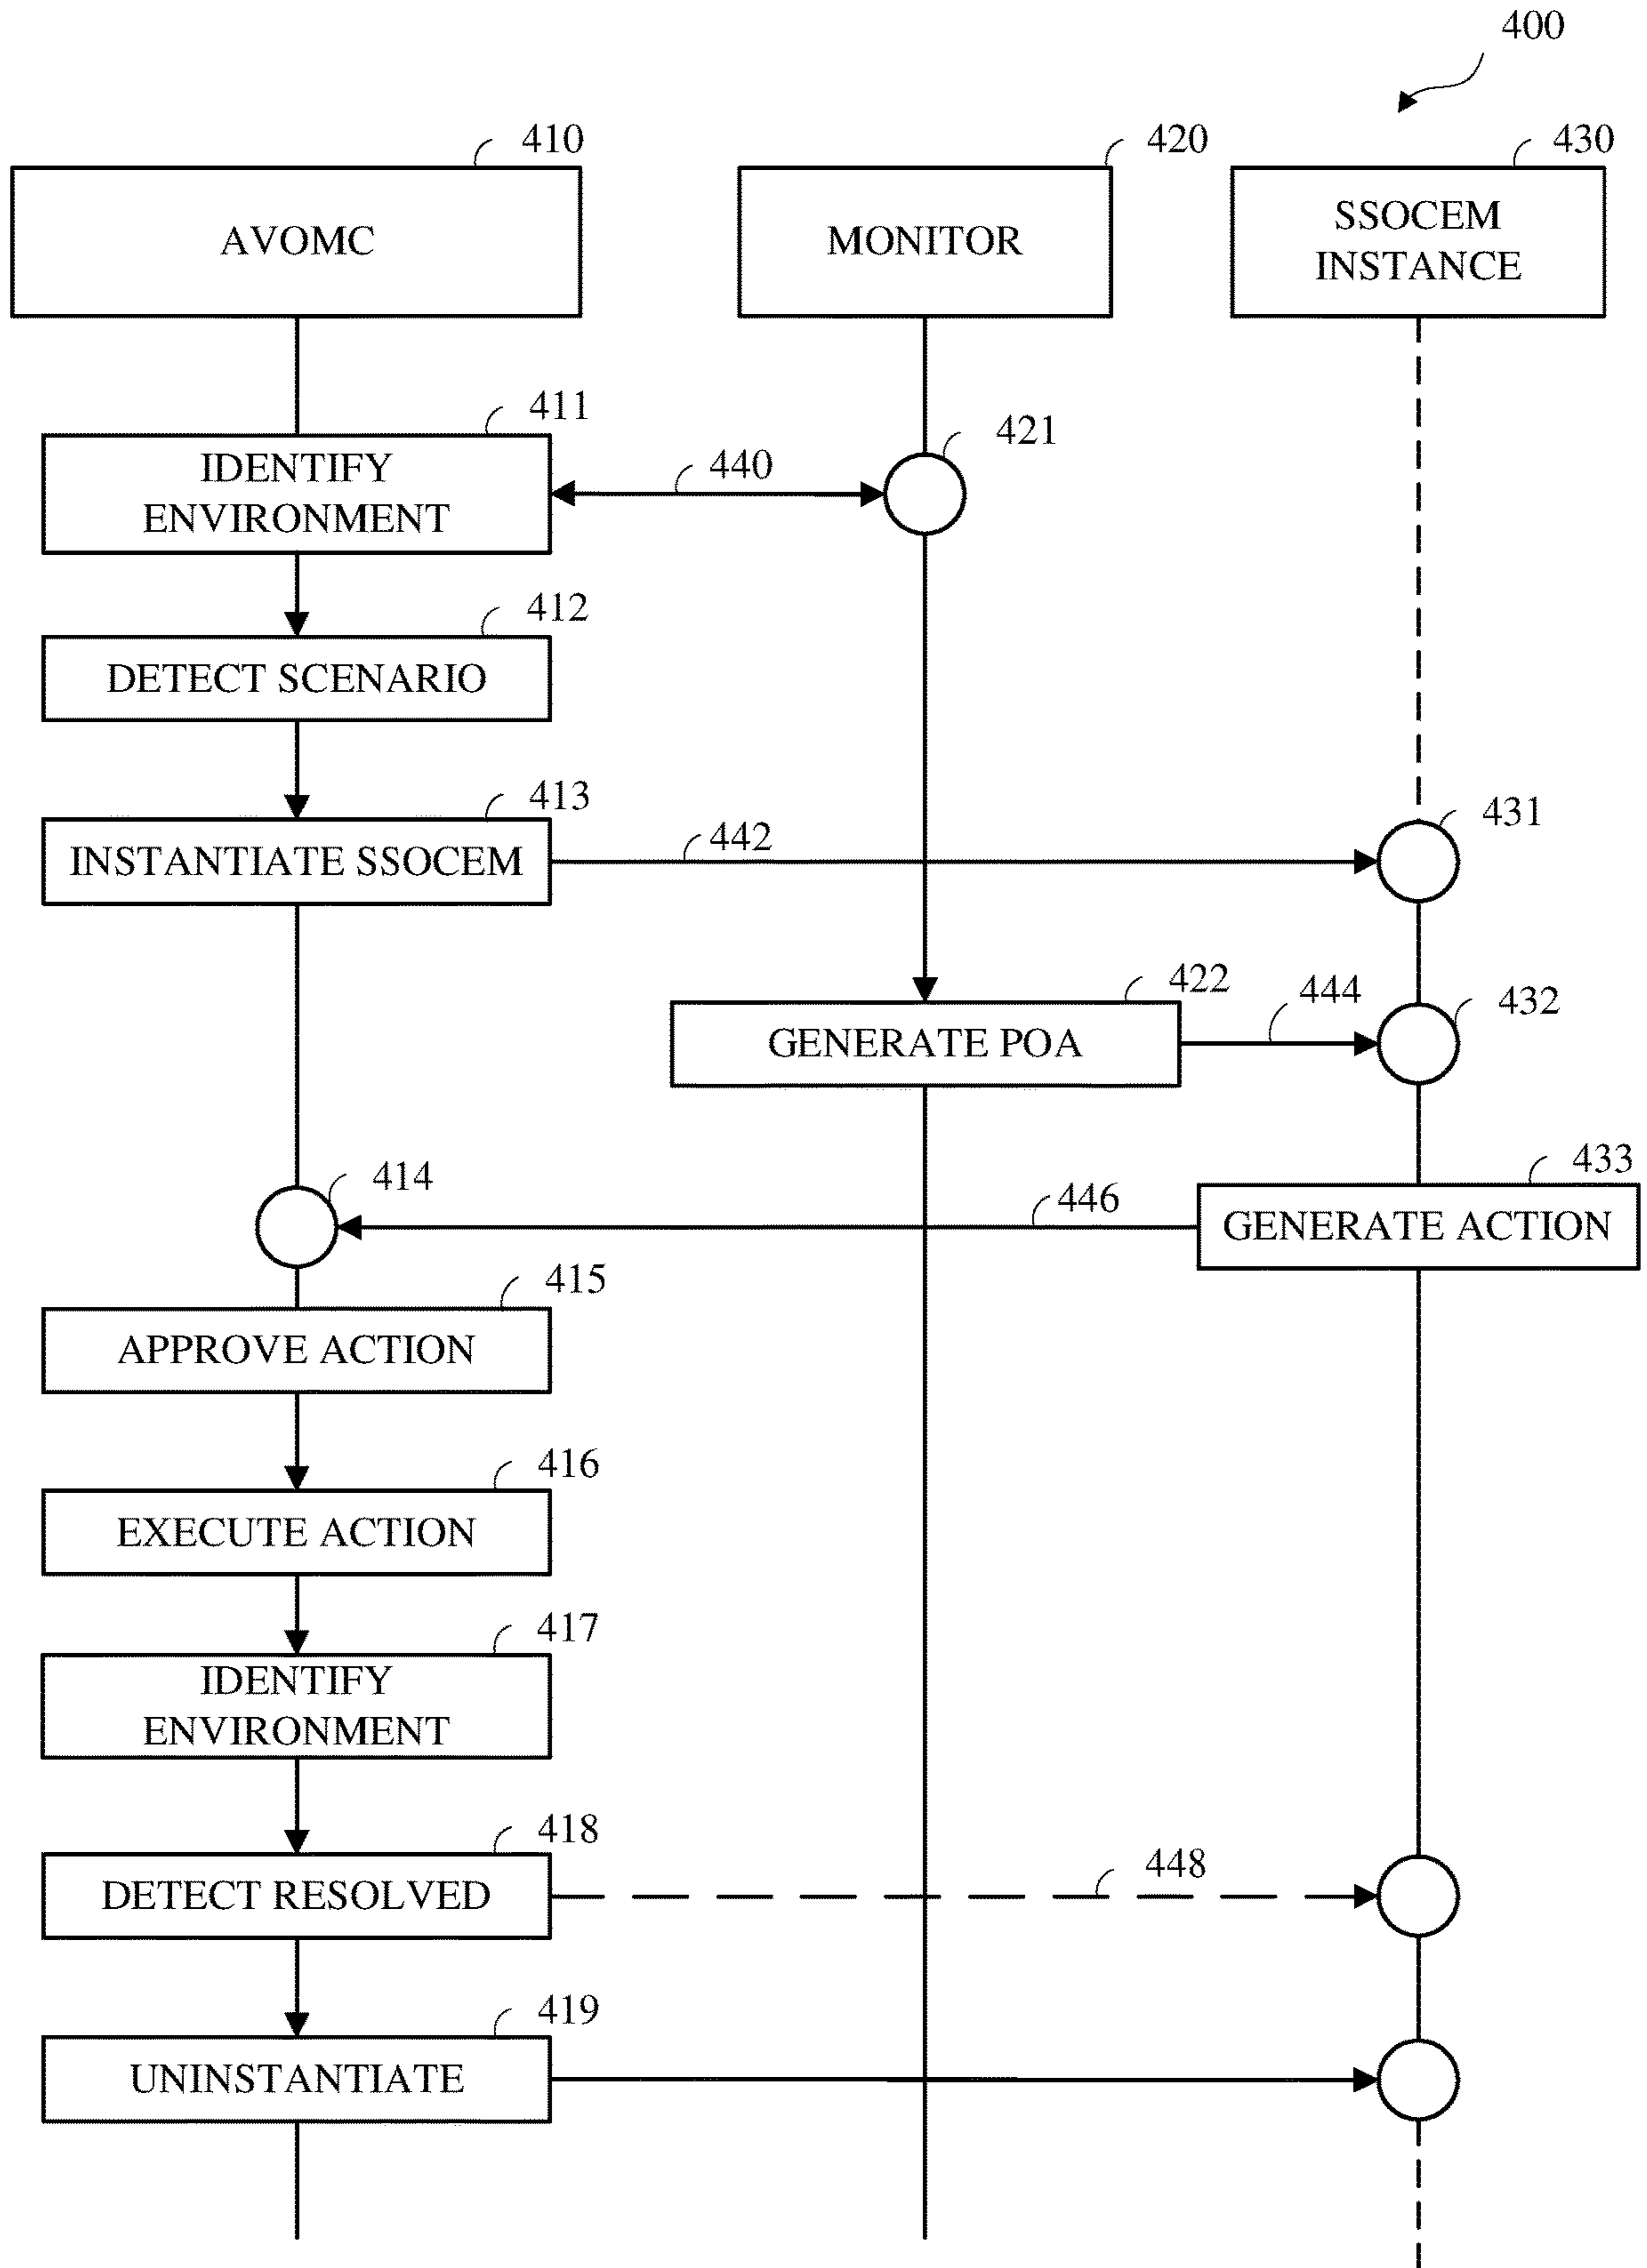 400
410
420
430
AVOMC
MONITOR
SSOCEM
INSTANCE
411
421
440
IDENTIFY
ENVIRONMENT
412
DETECT SCENARIO
413
431
442
INSTANTIATE SSOCEM
422
444
432
GENERATE POA
433
414
446
GENERATE ACTION
415
APPROVE ACTION
416
EXECUTE ACTION
417
IDENTIFY
ENVIRONMENT
418
448
DETECT RESOLVED
419
UNINSTANTIATE